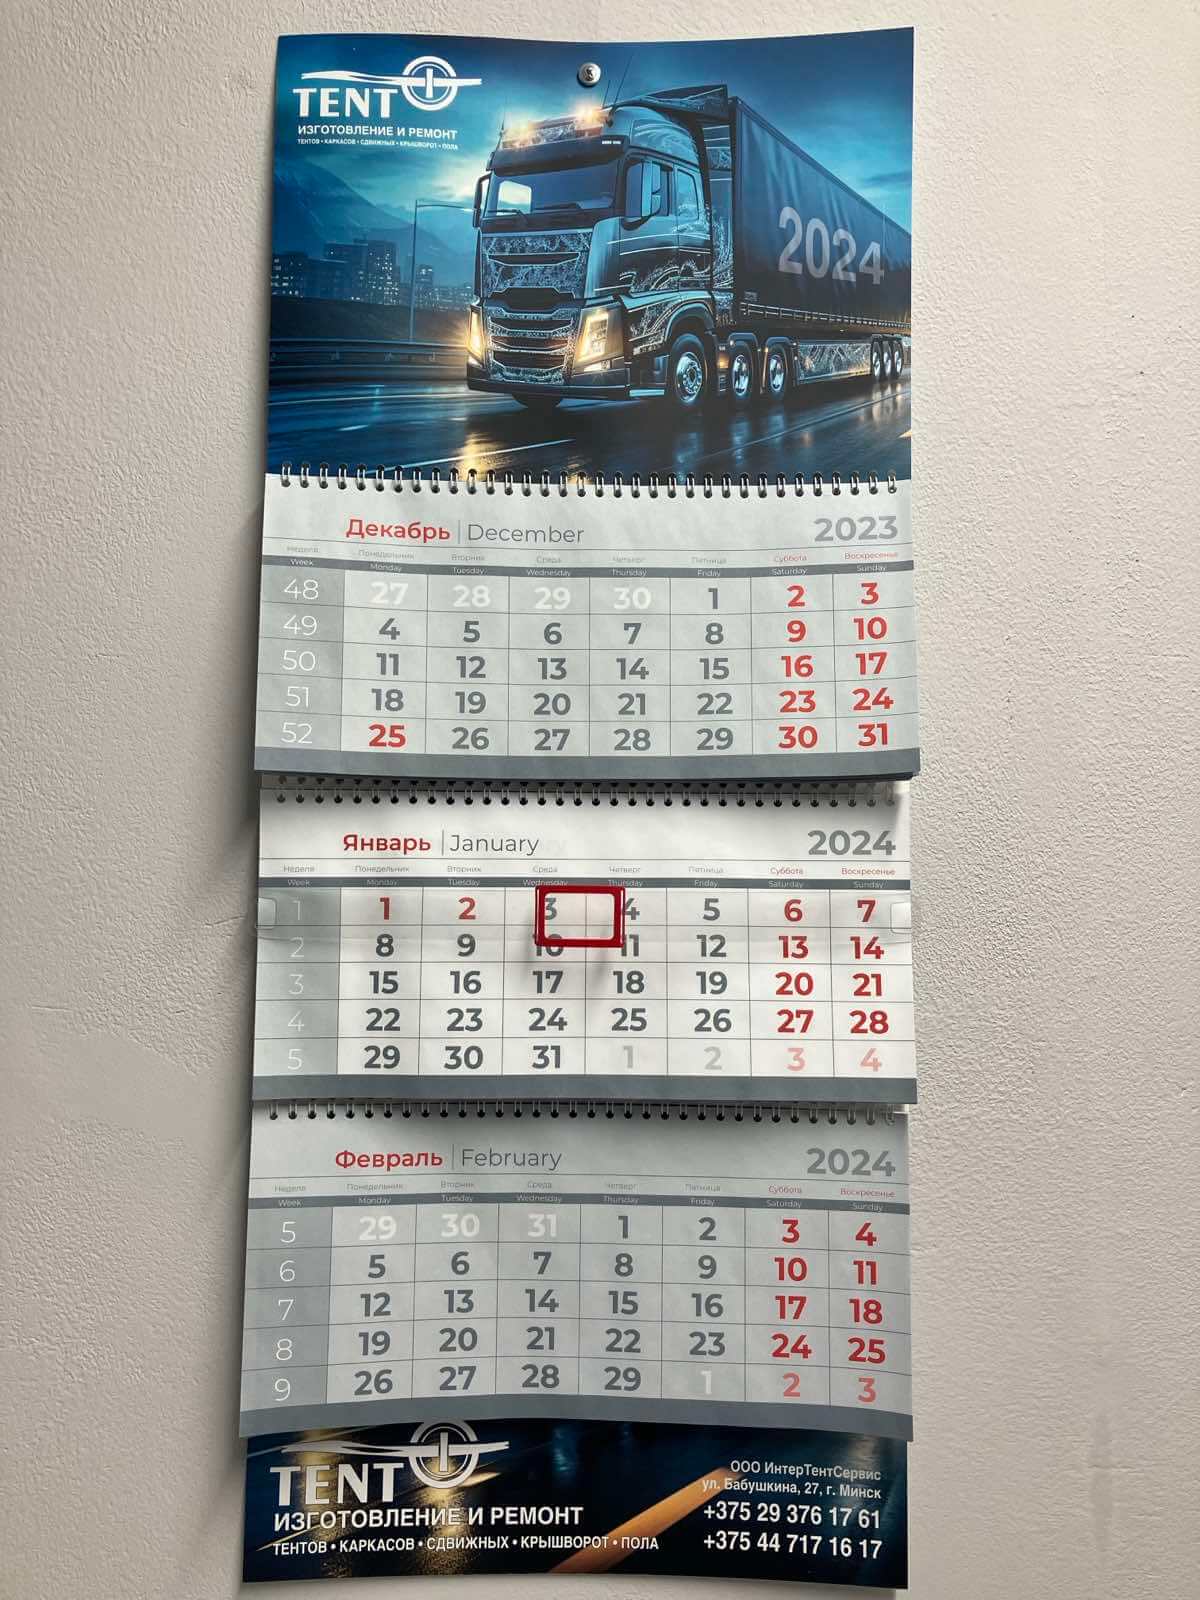 TENT
ИЗГОТОВЛЕНИЕ И РЕМОНТ
ТЕНТОВ • КАРКАСОВ • СДВИЖНЫХ • КРЫШВОРОТ • ПОЛА
2024
Декабрь | December 2023
Неделя Понедельник Вторник Среда Четверг Пятница Суббота Воскресенье
Week Monday Tuesday Wednesday Thursday Friday Saturday Sunday
48 27 28 29 30 1 2 3
49 4 5 6 7 8 9 10
50 11 12 13 14 15 16 17
51 18 19 20 21 22 23 24
52 25 26 27 28 29 30 31
Январь | January 2024
Неделя Понедельник Вторник Среда Четверг Пятница Суббота Воскресенье
Week Monday Tuesday Wednesday Thursday Friday Saturday Sunday
1 1 2 3 4 5 6 7
2 8 9 10 11 12 13 14
3 15 16 17 18 19 20 21
4 22 23 24 25 26 27 28
5 29 30 31 1 2 3 4
Февраль | February 2024
Неделя Понедельник Вторник Среда Четверг Пятница Суббота Воскресенье
Week Monday Tuesday Wednesday Thursday Friday Saturday Sunday
5 29 30 31 1 2 3 4
6 5 6 7 8 9 10 11
7 12 13 14 15 16 17 18
8 19 20 21 22 23 24 25
9 26 27 28 29 1 2 3
TENT
ИЗГОТОВЛЕНИЕ И РЕМОНТ
ТЕНТОВ • КАРКАСОВ • СДВИЖНЫХ • КРЫШВОРОТ • ПОЛА
ООО ИнтерТентСервис
ул. Бабушкина, 27, г. Минск
+375 29 376 17 61
+375 44 717 16 17